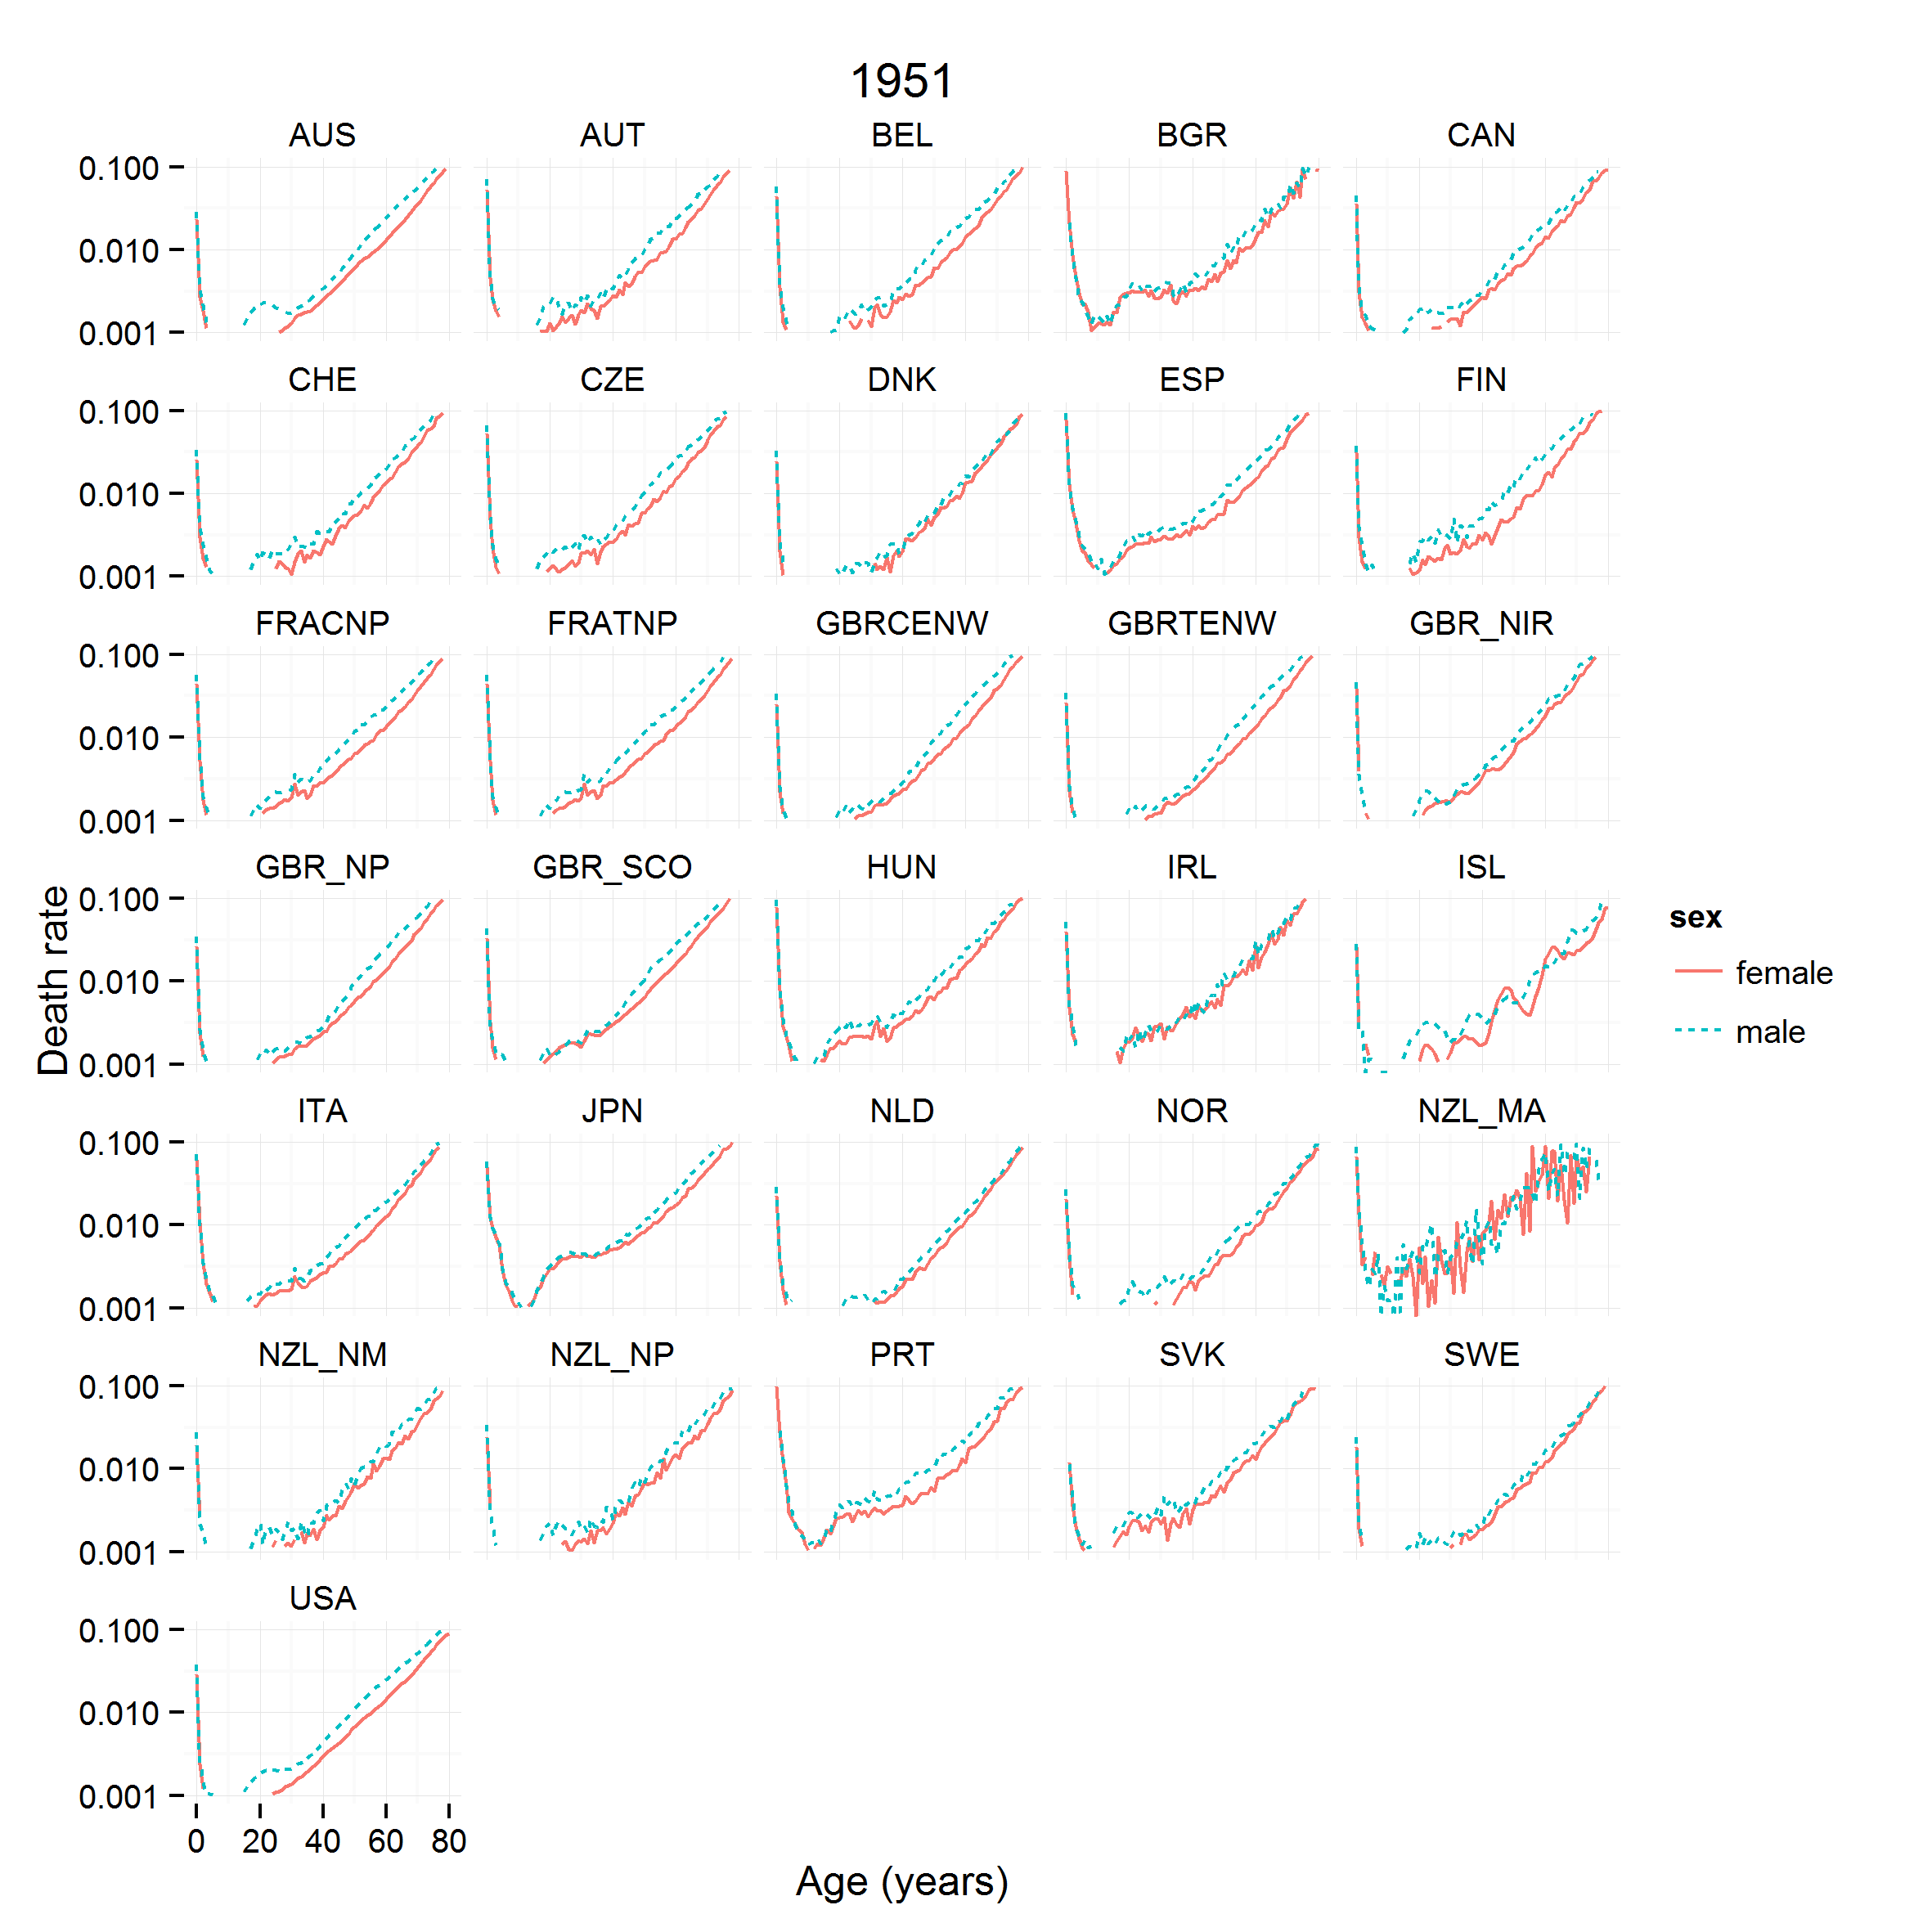 1951
AUS AUT BEL BGR CAN
0.100
0.010
0.001
CHE CZE DNK ESP FIN
0.100
0.010
0.001
FRACNP FRATNP GBRCENW GBRTENW GBR_NIR
0.100
0.010
0.001
GBR_NP GBR_SCO HUN IRL ISL
0.100
0.010
0.001
Death rate
sex
female
male
ITA JPN NLD NOR NZL_MA
0.100
0.010
0.001
NZL_NM NZL_NP PRT SVK SWE
0.100
0.010
0.001
USA
0.100
0.010
0.001
0 20 40 60 80
Age (years)